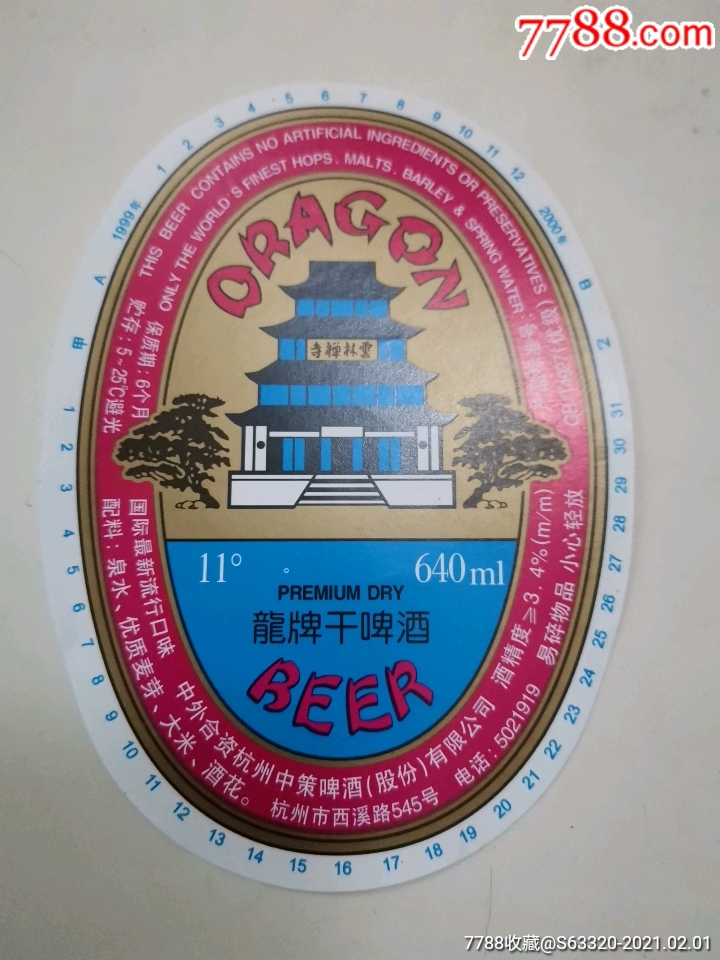 7788.com
1999年 1 2 3 4 5 6 7 8 9 10 11 12 2000年
A
B
甲
乙
THIS BEER CONTAINS NO ARTIFICIAL INGREDIENTS OR PRESERVATIVES
ONLY THE WORLD'S FINEST HOPS. MALTS. BARLEY & SPRING WATER.
DRAGON
寺禅林雲
保质期：6个月
贮存：5~25℃避光
(优级)
11°
640ml
PREMIUM DRY
龍牌干啤酒
BEER
国际最新流行口味
配料：泉水、优质麦芽、大米、酒花。
中外合资杭州中策啤酒(股份)有限公司
杭州市西溪路545号
电话：5021919
酒精度≥3.4%(m/m)
易碎物品 小心轻放
1 2 3 4 5 6 7 8 9 10 11 12 13 14 15 16 17 18 19 20 21 22 23 24 25 26 27 28 29 30 31
7788收藏@S63320-2021.02.01